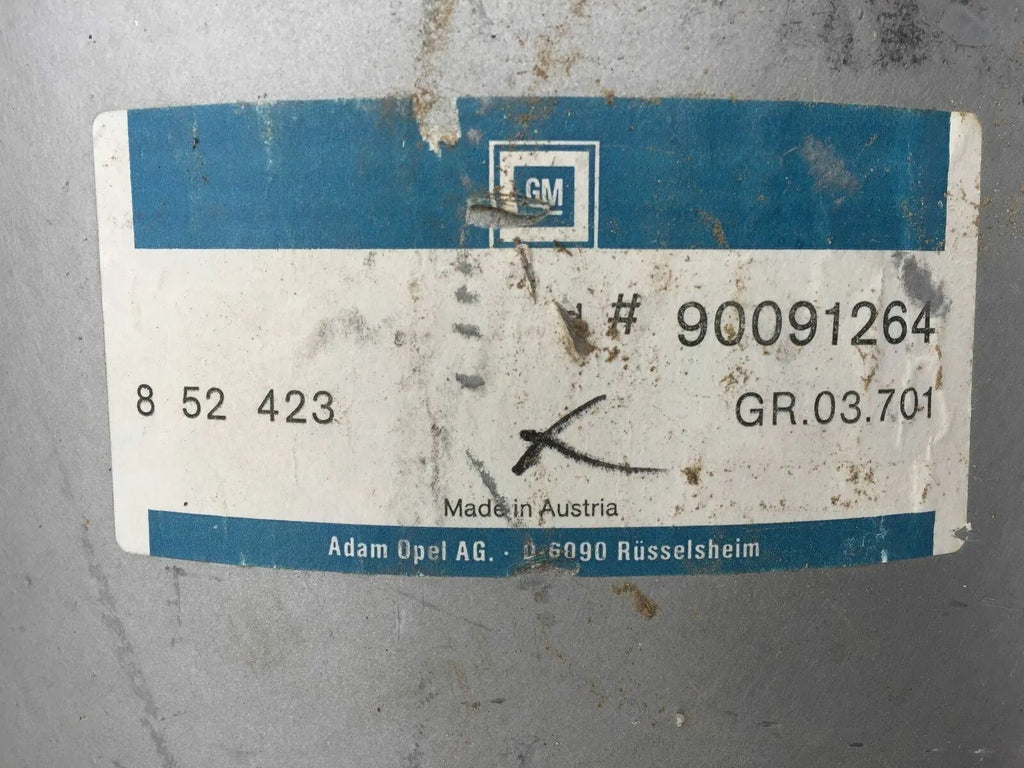 GM
# 90091264
8 52 423
GR.03.701
Made in Austria
Adam Opel AG. · D-6090 Rüsselsheim